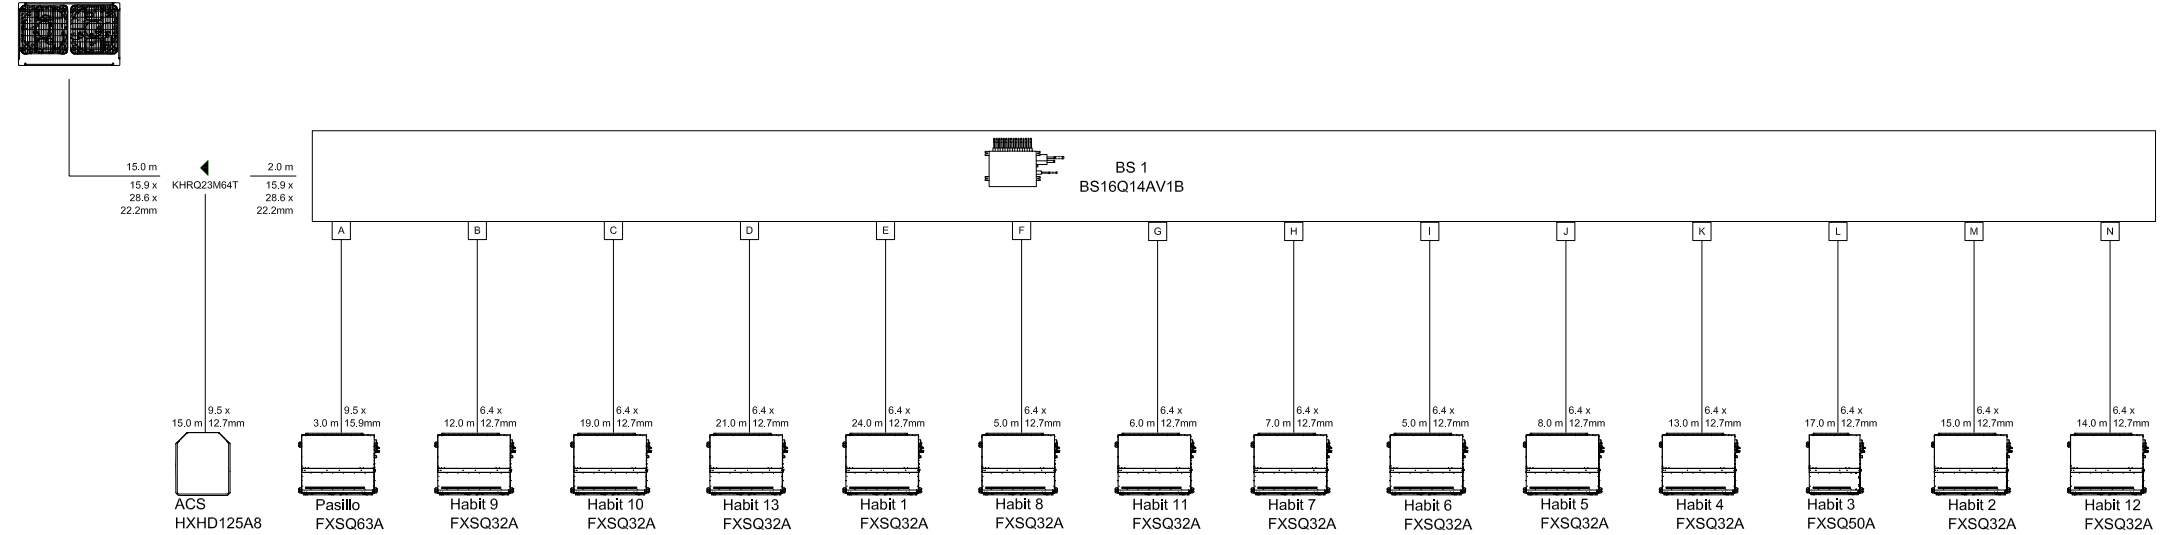 15.0 m
15.9 x
28.6 x
22.2mm
KHRQ23M64T
2.0 m
15.9 x
28.6 x
22.2mm
BS 1
BS16Q14AV1B
A B C D E F G H I J K L M N
9.5 x
15.0 m 12.7mm
ACS
HXHD125A8
9.5 x
3.0 m 15.9mm
Pasillo
FXSQ63A
6.4 x
12.0 m 12.7mm
Habit 9
FXSQ32A
6.4 x
19.0 m 12.7mm
Habit 10
FXSQ32A
6.4 x
21.0 m 12.7mm
Habit 13
FXSQ32A
6.4 x
24.0 m 12.7mm
Habit 1
FXSQ32A
6.4 x
5.0 m 12.7mm
Habit 8
FXSQ32A
6.4 x
6.0 m 12.7mm
Habit 11
FXSQ32A
6.4 x
7.0 m 12.7mm
Habit 7
FXSQ32A
6.4 x
5.0 m 12.7mm
Habit 6
FXSQ32A
6.4 x
8.0 m 12.7mm
Habit 5
FXSQ32A
6.4 x
13.0 m 12.7mm
Habit 4
FXSQ32A
6.4 x
17.0 m 12.7mm
Habit 3
FXSQ50A
6.4 x
15.0 m 12.7mm
Habit 2
FXSQ32A
6.4 x
14.0 m 12.7mm
Habit 12
FXSQ32A